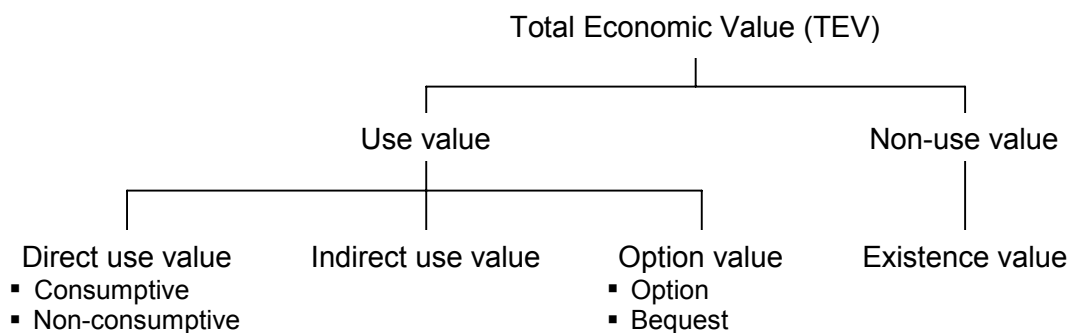 Total Economic Value (TEV)
Use value
Non-use value
Direct use value
▪ Consumptive
▪ Non-consumptive
Indirect use value
Option value
▪ Option
▪ Bequest
Existence value